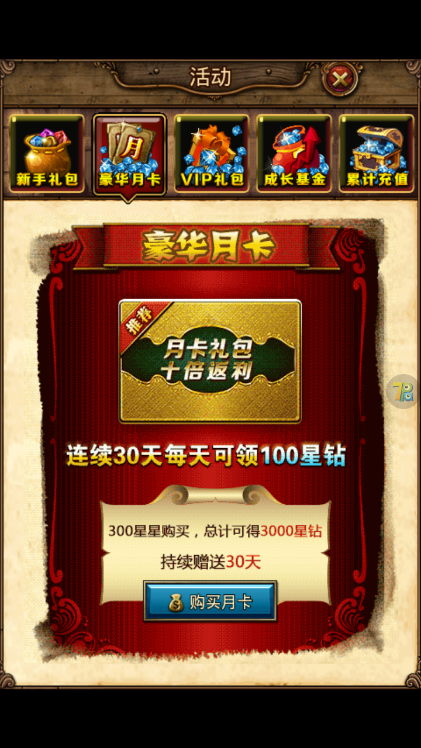 活动
新手礼包
豪华月卡
VIP礼包
成长基金
累计充值
豪华月卡
推荐
月卡礼包
十倍返利
连续30天每天可领100星钻
300星星购买，总计可得3000星钻
持续赠送30天
购买月卡